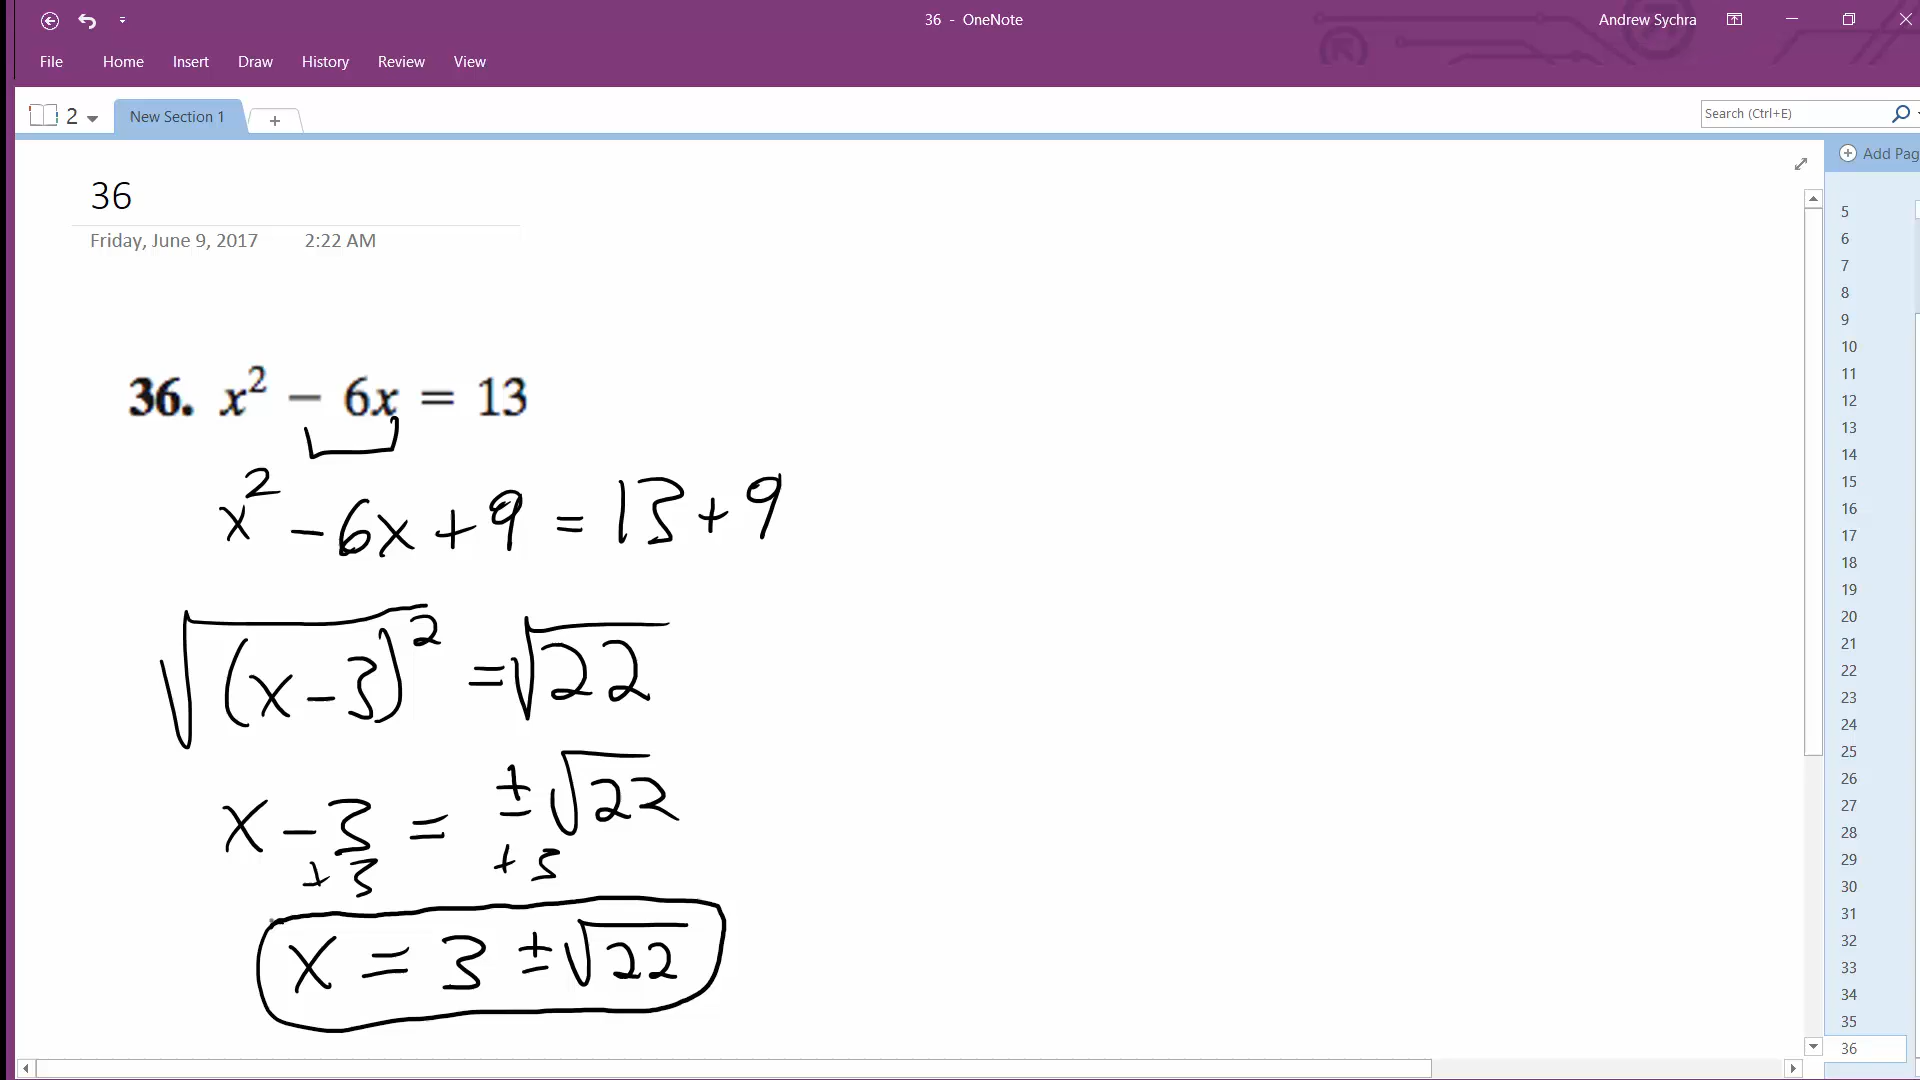 36 - OneNote
Andrew Sychra
File Home Insert Draw History Review View
2 New Section 1 +
Search (Ctrl+E)
Add Pag
36
Friday, June 9, 2017 2:22 AM
36. x² − 6x = 13
x² − 6x + 9 = 13 + 9
√(x − 3)² = √22
x − 3 = ± √22
+ 3 + 3
x = 3 ± √22
5
6
7
8
9
10
11
12
13
14
15
16
17
18
19
20
21
22
23
24
25
26
27
28
29
30
31
32
33
34
35
36